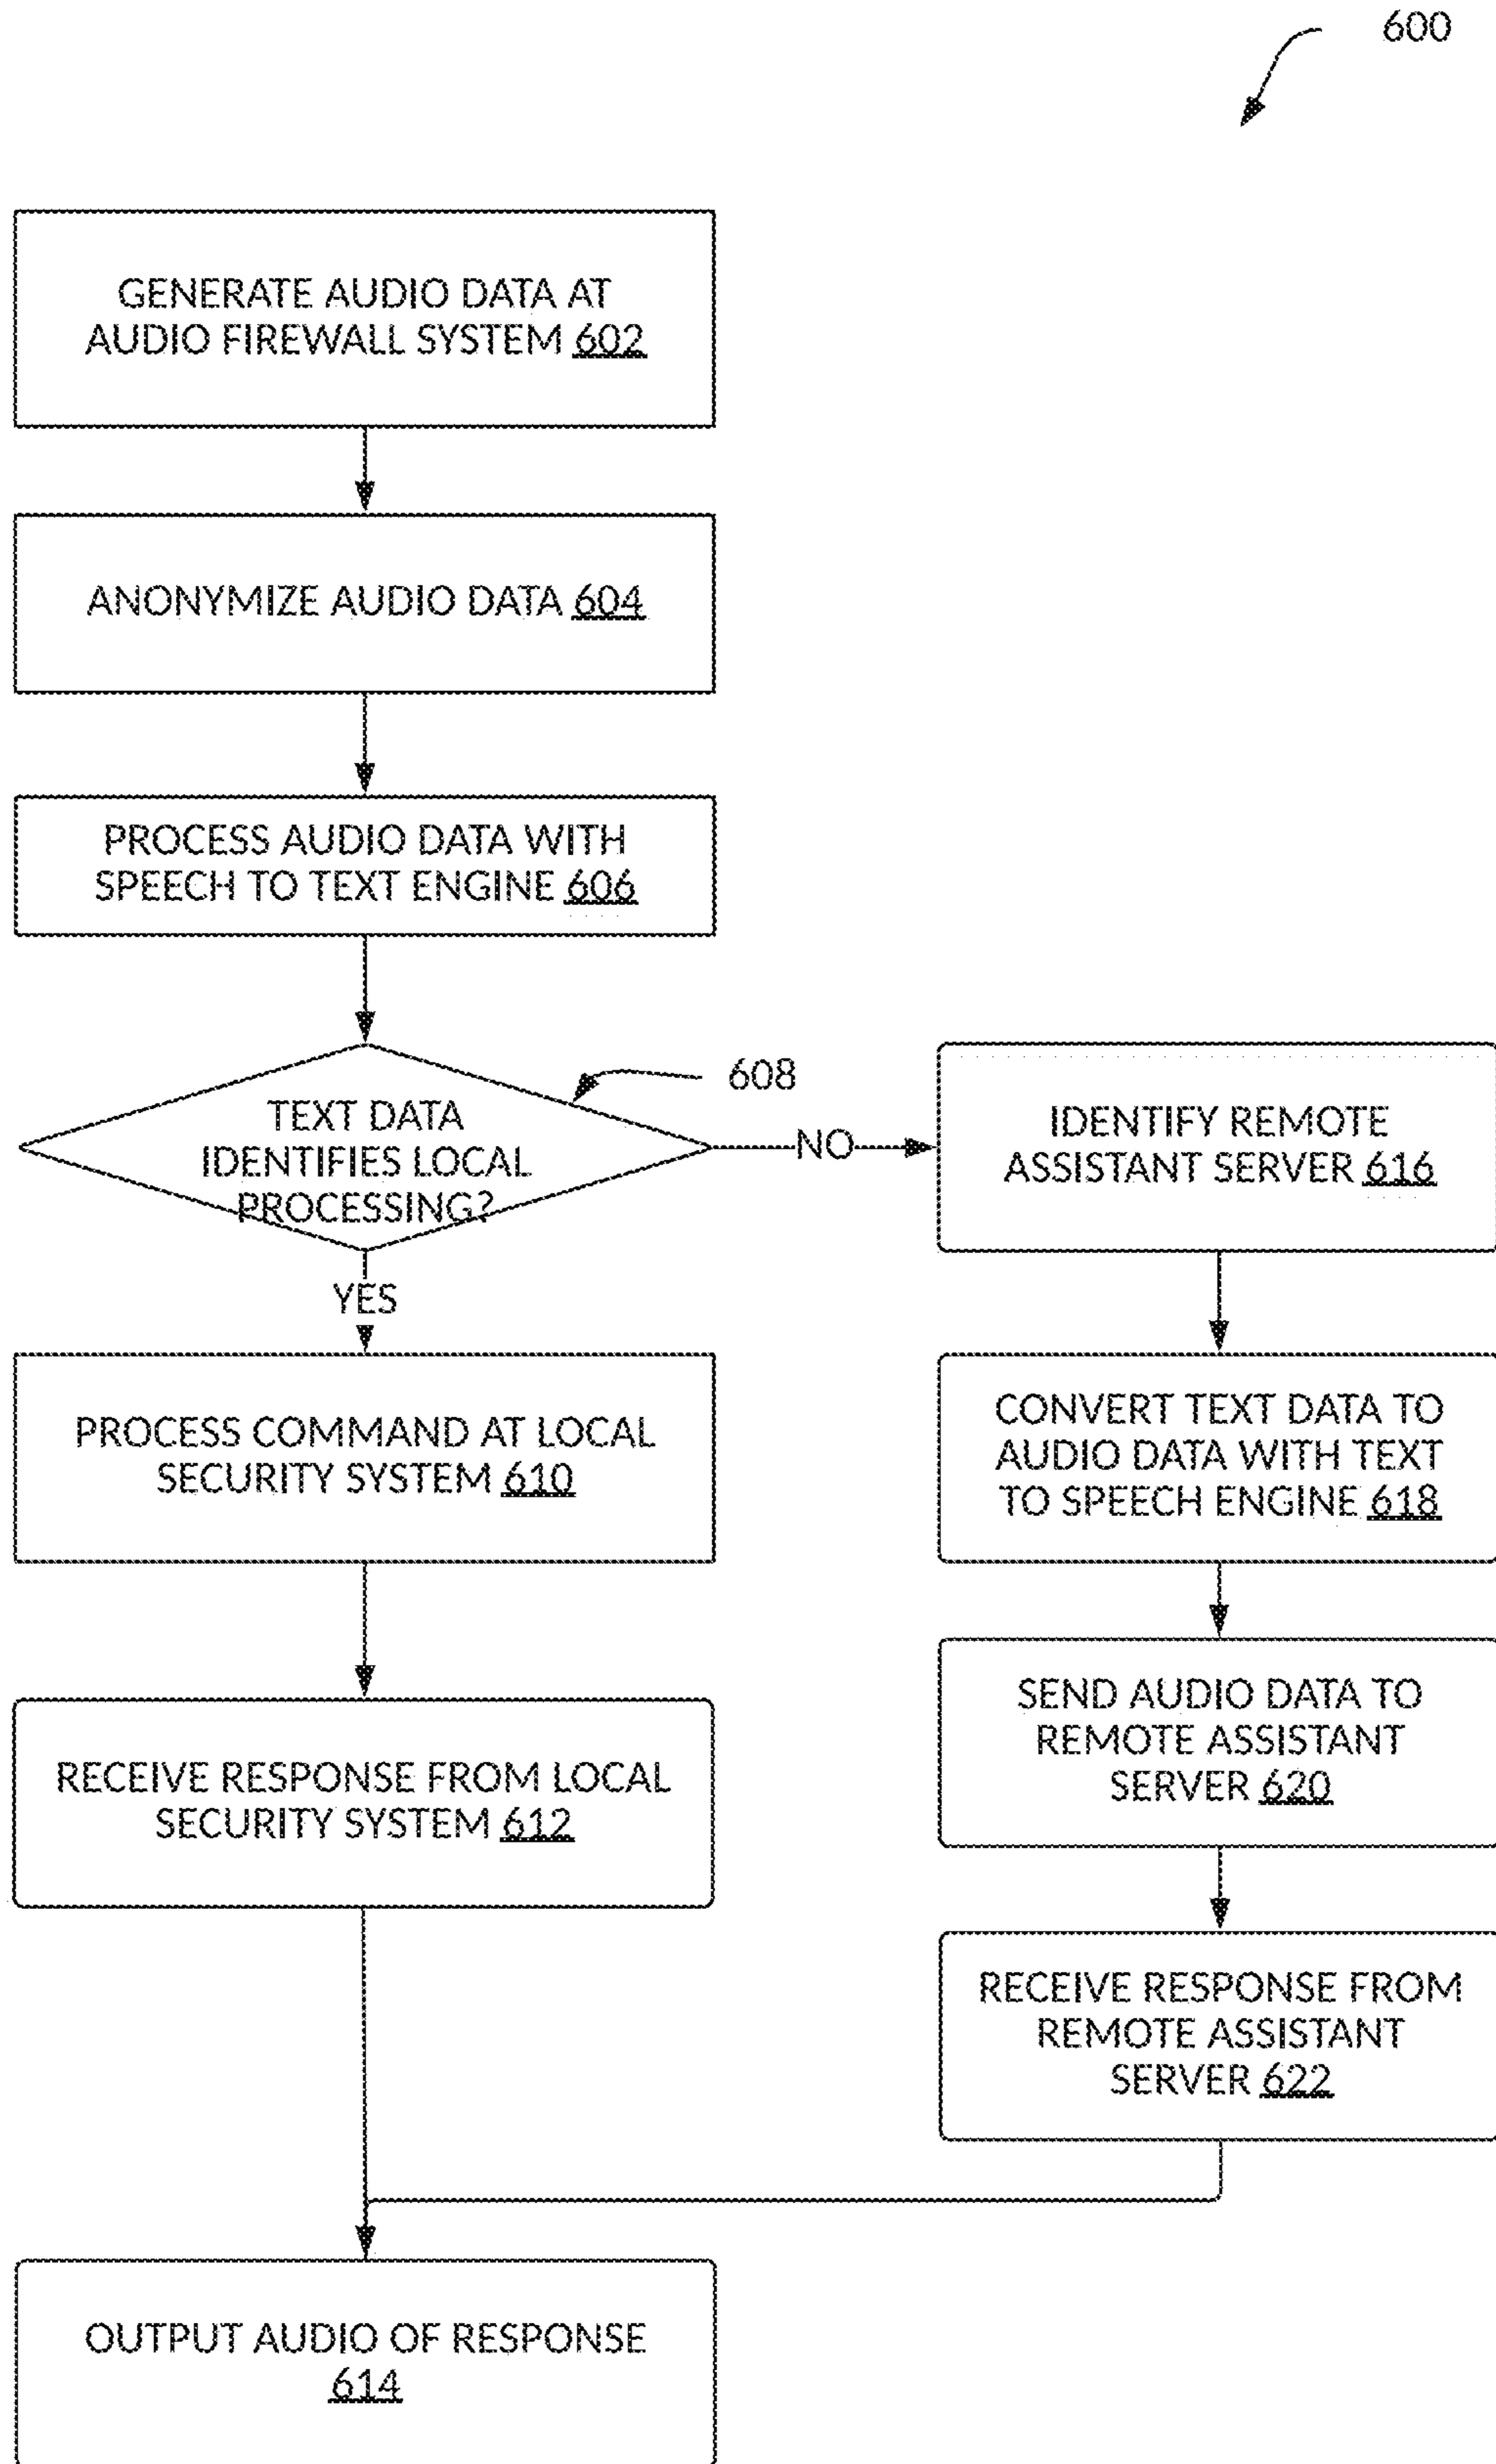 600
GENERATE AUDIO DATA AT
AUDIO FIREWALL SYSTEM 602
ANONYMIZE AUDIO DATA 604
PROCESS AUDIO DATA WITH
SPEECH TO TEXT ENGINE 606
608
TEXT DATA
IDENTIFIES LOCAL
PROCESSING?
NO
YES
PROCESS COMMAND AT LOCAL
SECURITY SYSTEM 610
RECEIVE RESPONSE FROM LOCAL
SECURITY SYSTEM 612
IDENTIFY REMOTE
ASSISTANT SERVER 616
CONVERT TEXT DATA TO
AUDIO DATA WITH TEXT
TO SPEECH ENGINE 618
SEND AUDIO DATA TO
REMOTE ASSISTANT
SERVER 620
RECEIVE RESPONSE FROM
REMOTE ASSISTANT
SERVER 622
OUTPUT AUDIO OF RESPONSE
614